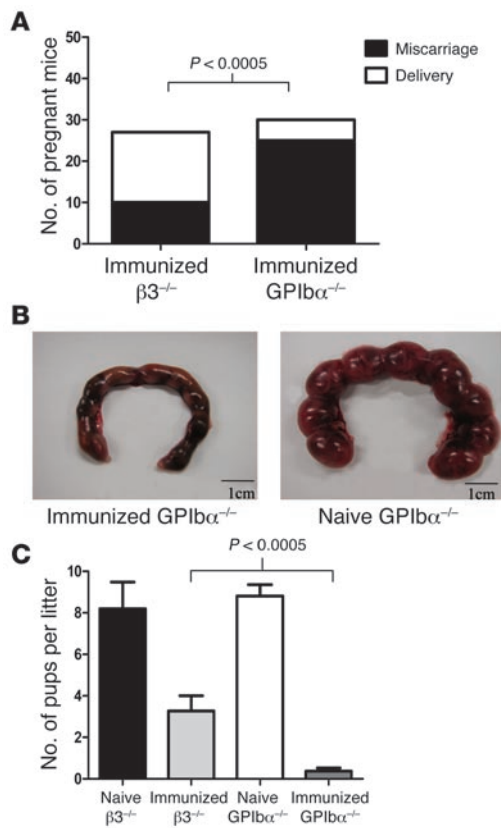 A
No. of pregnant mice
50
40
30
20
10
0
P < 0.0005
Miscarriage
Delivery
Immunized
β3⁻/⁻
Immunized
GPIbα⁻/⁻
B
1cm
1cm
Immunized GPIbα⁻/⁻
Naive GPIbα⁻/⁻
C
No. of pups per litter
10
8
6
4
2
0
P < 0.0005
Naive
β3⁻/⁻
Immunized
β3⁻/⁻
Naive
GPIbα⁻/⁻
Immunized
GPIbα⁻/⁻